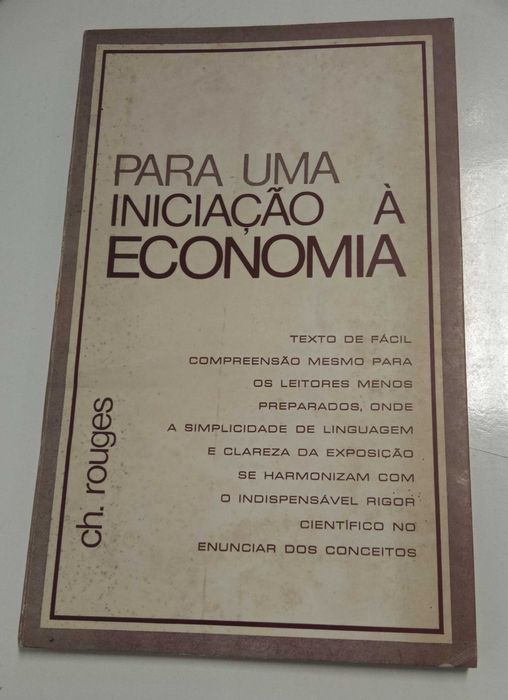 PARA UMA
INICIAÇÃO À
ECONOMIA
TEXTO DE FÁCIL
COMPREENSÃO MESMO PARA
OS LEITORES MENOS
PREPARADOS, ONDE
A SIMPLICIDADE DE LINGUAGEM
E CLAREZA DA EXPOSIÇÃO
SE HARMONIZAM COM
O INDISPENSÁVEL RIGOR
CIENTÍFICO NO
ENUNCIAR DOS CONCEITOS
ch. rouges